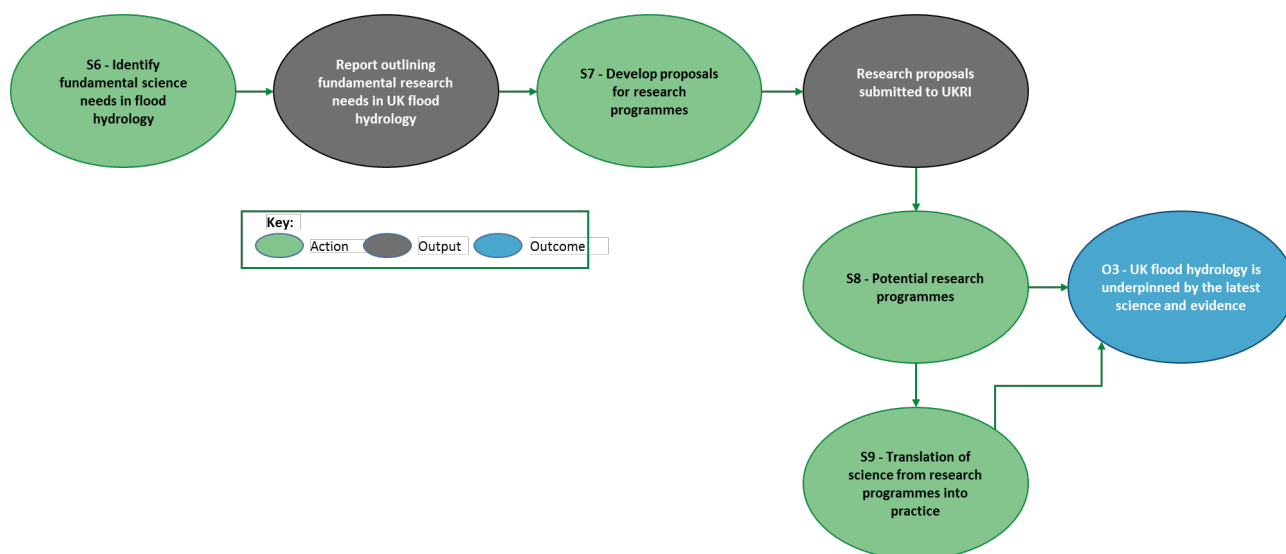 S6 - Identify
fundamental science
needs in flood
hydrology
Report outlining
fundamental research
needs in UK flood
hydrology
S7 - Develop proposals
for research
programmes
Research proposals
submitted to UKRI
Key:
Action
Output
Outcome
S8 - Potential research
programmes
O3 - UK flood hydrology is
underpinned by the latest
science and evidence
S9 - Translation of
science from research
programmes into
practice